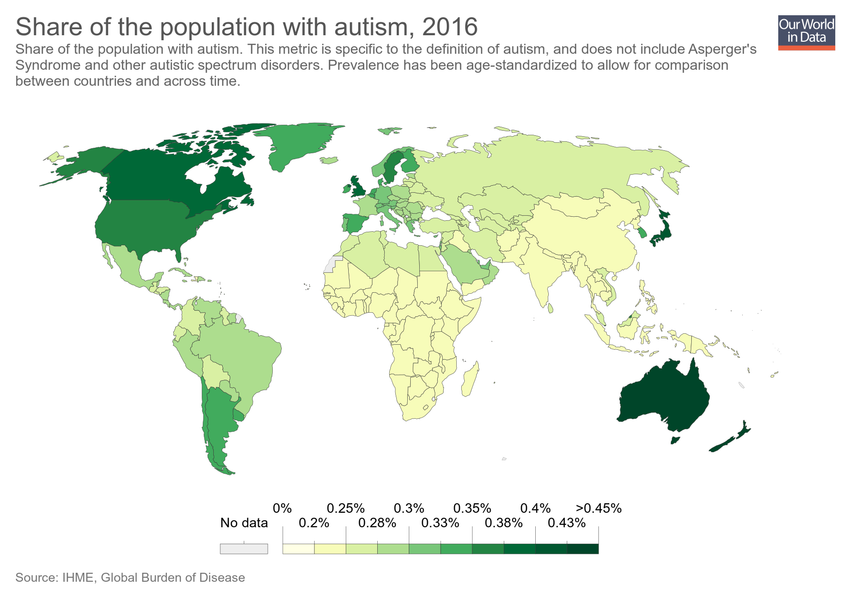 Share of the population with autism, 2016
Our World
in Data
Share of the population with autism. This metric is specific to the definition of autism, and does not include Asperger's
Syndrome and other autistic spectrum disorders. Prevalence has been age-standardized to allow for comparison
between countries and across time.
0% 0.25% 0.3% 0.35% 0.4% >0.45%
No data 0.2% 0.28% 0.33% 0.38% 0.43%
Source: IHME, Global Burden of Disease